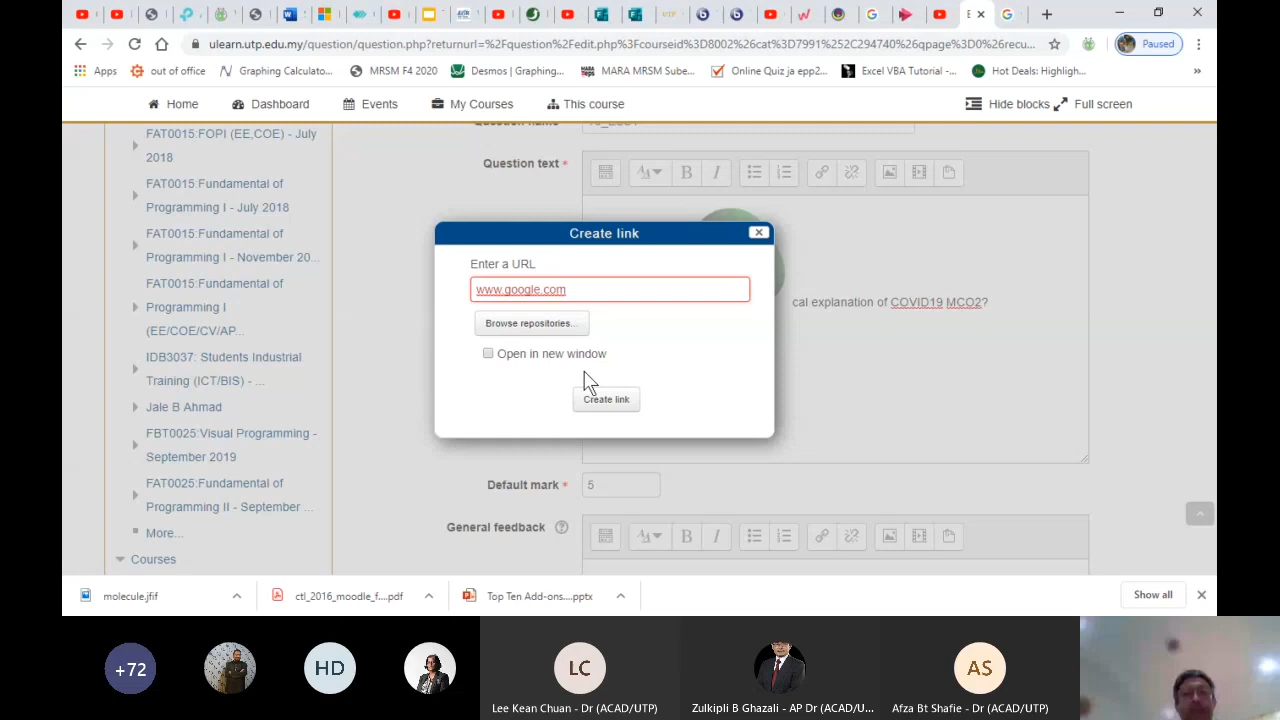 E
ulearn.utp.edu.my/question/question.php?returnurl=%2Fquestion%2Fedit.php%3Fcourseid%3D8002%26cat%3D7991%252C294740%26qpage%3D0%26recu...
Paused
Apps
out of office
Graphing Calculato...
MRSM F4 2020
Desmos | Graphing...
MARA MRSM Sube...
Online Quiz ja epp2...
Excel VBA Tutorial -...
Hot Deals: Highligh...
»
Home
Dashboard
Events
My Courses
This course
Hide blocks
Full screen
FAT0015:FOPI (EE,COE) - July
2018
FAT0015:Fundamental of
Programming I - July 2018
FAT0015:Fundamental of
Programming I - November 20...
FAT0015:Fundamental of
Programming I
(EE/COE/CV/AP...
IDB3037: Students Industrial
Training (ICT/BIS) - ...
Jale B Ahmad
FBT0025:Visual Programming -
September 2019
FAT0025:Fundamental of
Programming II - September ...
More...
Courses
Question name
Question text *
cal explanation of COVID19 MCO2?
Create link
Enter a URL
www.google.com
Browse repositories...
Open in new window
Create link
Default mark *
5
General feedback
molecule.jfif
ctl_2016_moodle_f....pdf
Top Ten Add-ons....pptx
Show all
+72
HD
LC
Lee Kean Chuan - Dr (ACAD/UTP)
Zulkipli B Ghazali - AP Dr (ACAD/U...
AS
Afza Bt Shafie - Dr (ACAD/UTP)